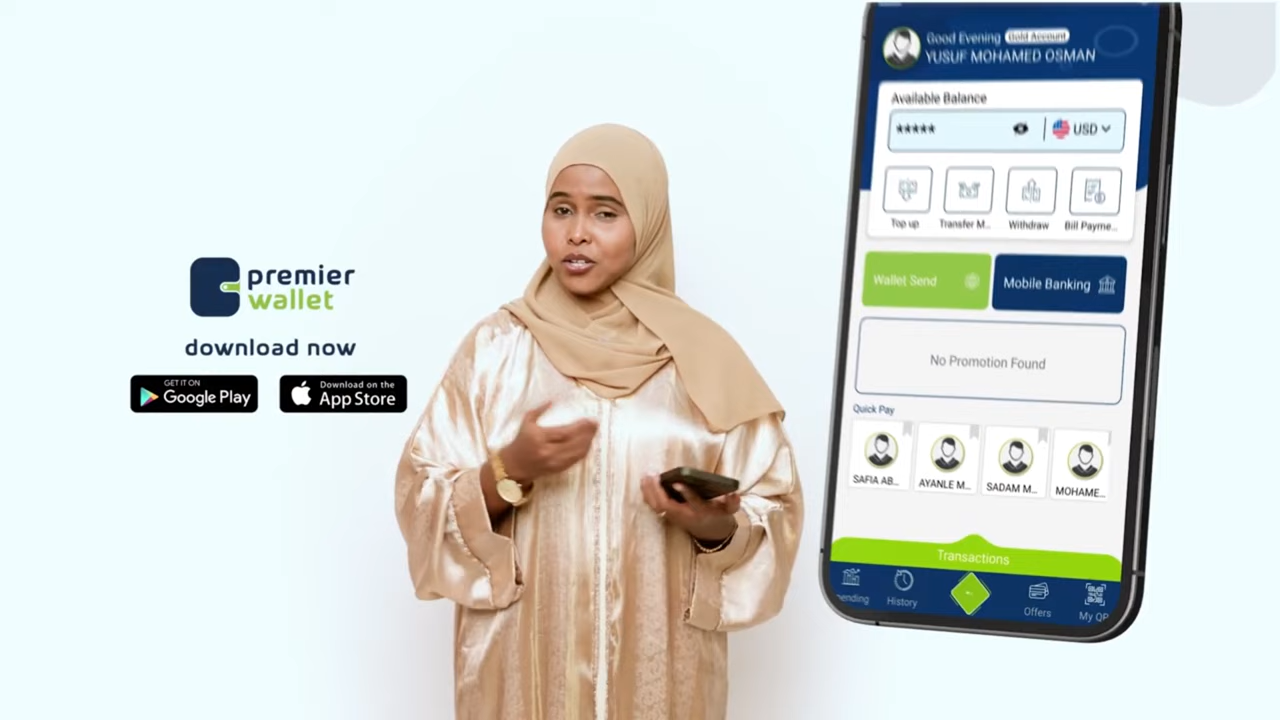 premier
wallet
download now
GET IT ON
Google Play
Download on the
App Store
Good Evening Gold Account
YUSUF MOHAMED OSMAN
Available Balance
***** USD
Top up Transfer M... Withdraw Bill Payme...
Wallet Send Mobile Banking
No Promotion Found
Quick Pay
SAFIA AB... AYANLE M... SADAM M... MOHAME...
Transactions
ending History Offers My QR